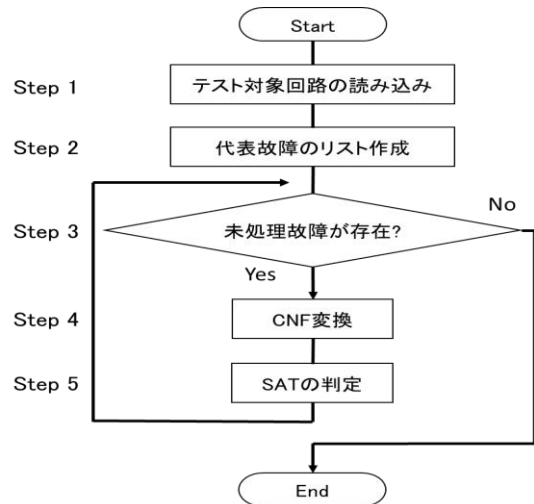 Start
Step 1
テスト対象回路の読み込み
Step 2
代表故障のリスト作成
No
Step 3
未処理故障が存在?
Yes
Step 4
CNF変換
Step 5
SATの判定
End